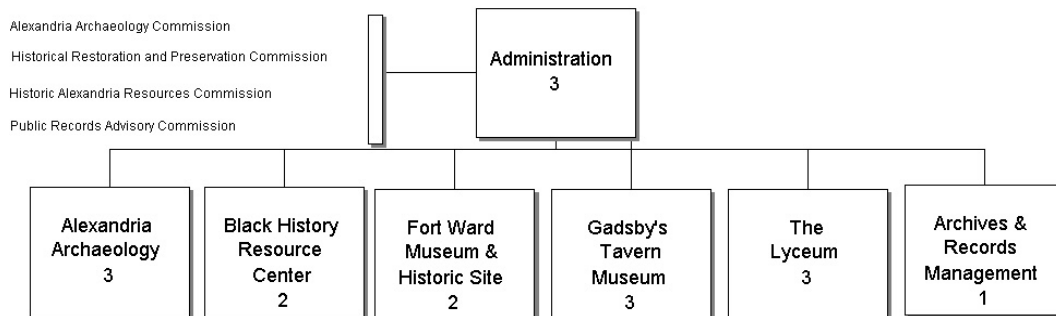 Alexandria Archaeology Commission
Historical Restoration and Preservation Commission
Historic Alexandria Resources Commission
Public Records Advisory Commission
Administration
3
Alexandria
Archaeology
3
Black History
Resource
Center
2
Fort Ward
Museum &
Historic Site
2
Gadsby's
Tavern
Museum
3
The
Lyceum
3
Archives &
Records
Management
1